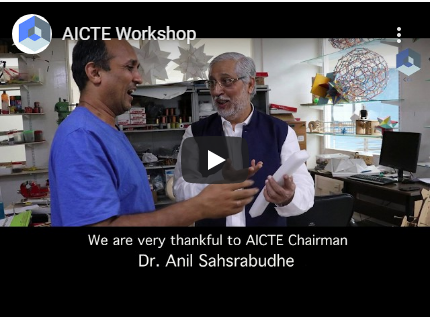 AICTE Workshop
We are very thankful to AICTE Chairman
Dr. Anil Sahsrabudhe